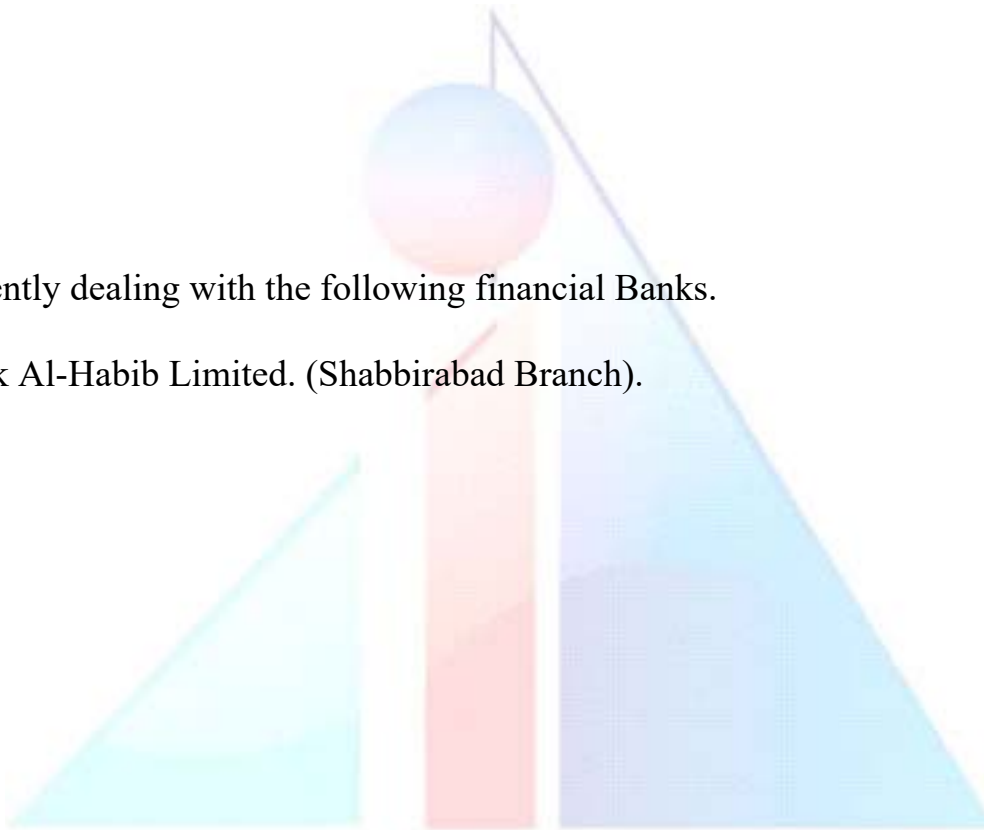 ently dealing with the following financial Banks.
k Al-Habib Limited. (Shabbirabad Branch).